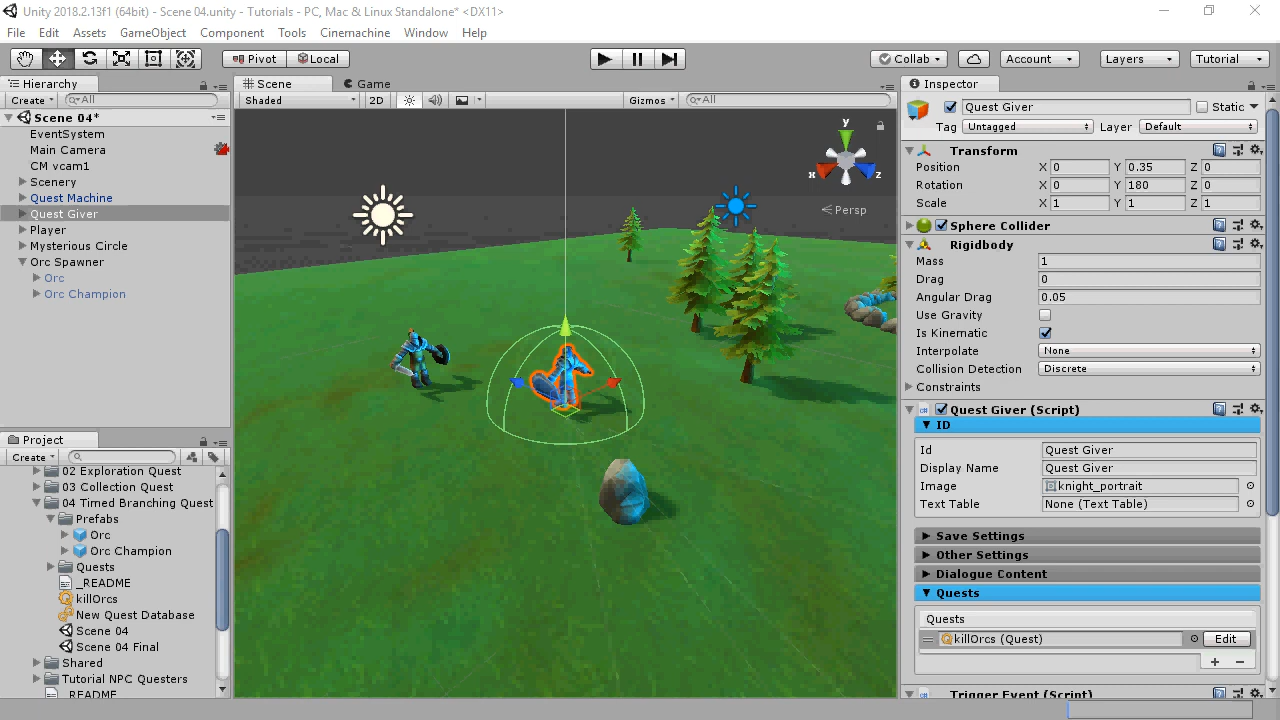 Unity 2018.2.13f1 (64bit) - Scene 04.unity - Tutorials - PC, Mac & Linux Standalone* <DX11>
File Edit Assets GameObject Component Tools Cinemachine Window Help
Pivot Local Collab Account Layers Tutorial
Hierarchy
Create All
Scene 04*
EventSystem
Main Camera
CM vcam1
Scenery
Quest Machine
Quest Giver
Player
Mysterious Circle
Orc Spawner
Orc
Orc Champion
Project
Create
02 Exploration Quest
03 Collection Quest
04 Timed Branching Quest
Prefabs
Orc
Orc Champion
Quests
_README
killOrcs
New Quest Database
Scene 04
Scene 04 Final
Shared
Tutorial NPC Questers
_README
Scene Game
Shaded 2D Gizmos All
y
x z
Persp
Inspector
Quest Giver Static
Tag Untagged Layer Default
Transform
Position X 0 Y 0.35 Z 0
Rotation X 0 Y 180 Z 0
Scale X 1 Y 1 Z 1
Sphere Collider
Rigidbody
Mass 1
Drag 0
Angular Drag 0.05
Use Gravity
Is Kinematic
Interpolate None
Collision Detection Discrete
Constraints
Quest Giver (Script)
ID
Id Quest Giver
Display Name Quest Giver
Image knight_portrait
Text Table None (Text Table)
Save Settings
Other Settings
Dialogue Content
Quests
Quests
killOrcs (Quest) Edit
Trigger Event (Script)